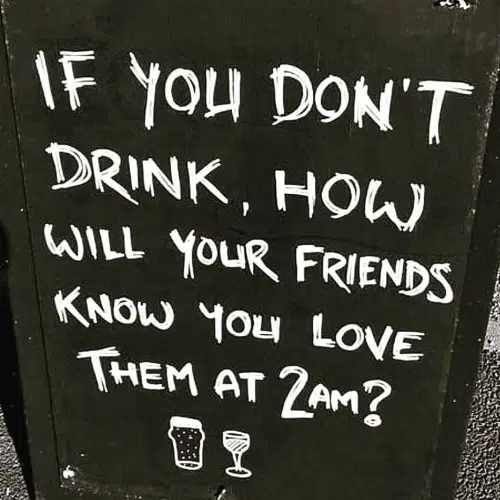 IF YOU DON'T
DRINK, HOW
WILL YOUR FRIENDS
KNOW YOU LOVE
THEM AT 2AM?